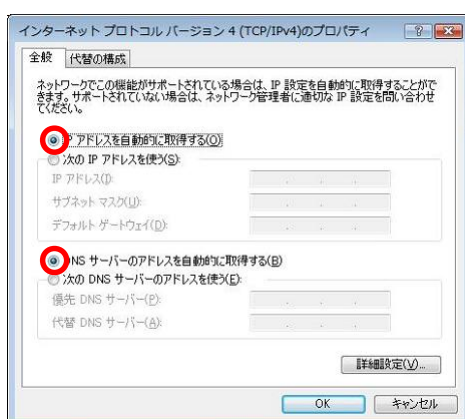 インターネット プロトコル バージョン 4 (TCP/IPv4)のプロパティ
全般
代替の構成
ネットワークでこの機能がサポートされている場合は、IP 設定を自動的に取得することがで
きます。サポートされていない場合は、ネットワーク管理者に適切な IP 設定を問い合わせ
てください。
P アドレスを自動的に取得する(O)
次の IP アドレスを使う(S):
IP アドレス(I):
サブネット マスク(U):
デフォルト ゲートウェイ(D):
NS サーバーのアドレスを自動的に取得する(B)
次の DNS サーバーのアドレスを使う(E):
優先 DNS サーバー(P):
代替 DNS サーバー(A):
詳細設定(V)...
OK
キャンセル